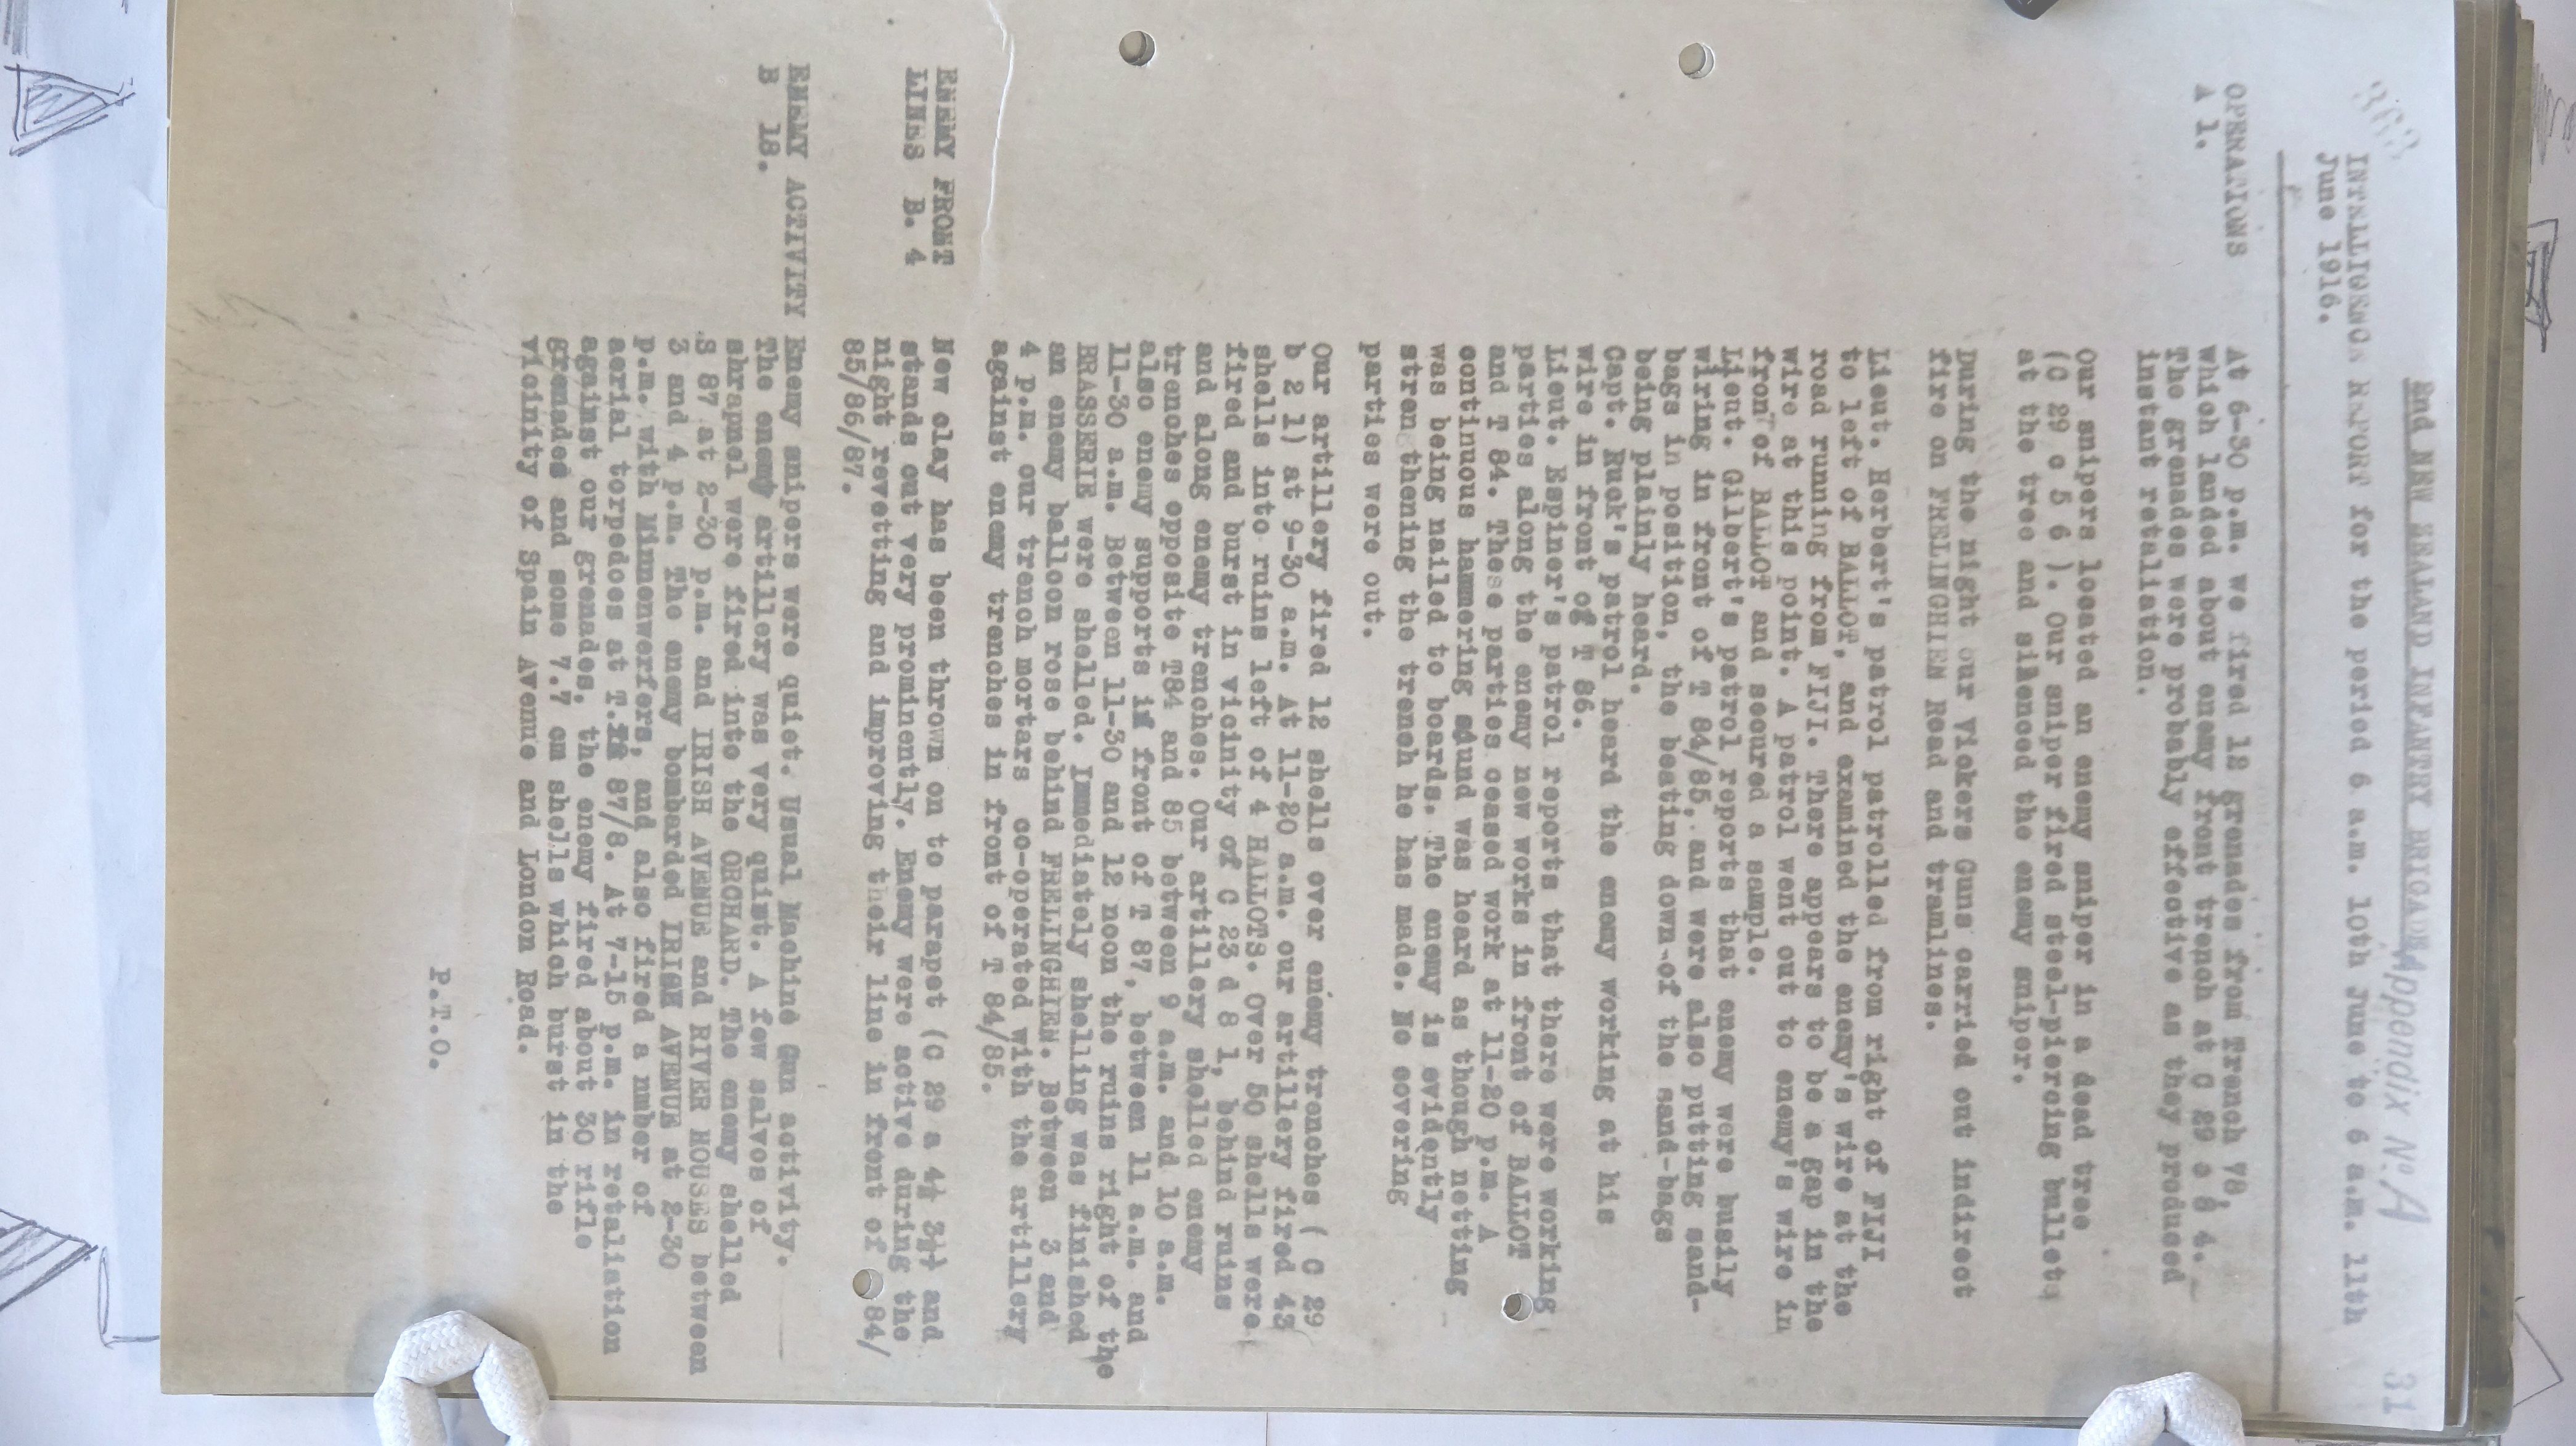 2nd NEW ZEALAND INFANTRY BRIGADE Appendix No. A
31
INTELLIGENCE REPORT for the period 6 a.m. 10th June to 6 a.m. 11th
June 1916.
OPERATIONS
A 1.
At 6-30 p.m. we fired 12 grenades from Trench 78,
which landed about enemy front trench at C 29 c 8 4.
The grenades were probably effective as they produced
instant retaliation.
Our snipers located an enemy sniper in a dead tree
(C 29 c 5 6 ). Our sniper fired steel-piercing bullets
at the tree and silenced the enemy sniper.
During the night our Vickers Guns carried out indirect
fire on FRELINGHIEN Road and tramlines.
Lieut. Herbert's patrol patrolled from right of FIJI
to left of BALLOT, and examined the enemy's wire at the
road running from FIJI. There appears to be a gap in the
wire at this point. A patrol went out to enemy's wire in
front of BALLOT and secured a sample.
Lieut. Gilbert's patrol reports that enemy were busily
wiring in front of T 84/85, and were also putting sand-
bags in position, the beating down of the sand-bags
being plainly heard.
Capt. Ruck's patrol heard the enemy working at his
wire in front of T 86.
Lieut. Espiner's patrol reports that there were working
parties along the enemy new works in front of BALLOT
and T 84. These parties ceased work at 11-20 p.m. A
continuous hammering sound was heard as though netting
was being nailed to boards. The enemy is evidently
strengthening the trench he has made. No covering
parties were out.
Our artillery fired 12 shells over enemy trenches ( C 29
b 2 1) at 9-30 a.m. At 11-20 a.m. our artillery fired 43
shells into ruins left of 4 HALLOTS. Over 50 shells were
fired and burst in vicinity of C 23 d 8 1, behind ruins
and along enemy trenches. Our artillery shelled enemy
trenches opposite T84 and 85 between 9 a.m. and 10 a.m.
also enemy supports in front of T 87, between 11 a.m. and
11-30 a.m. Between 11-30 and 12 noon the ruins right of the
BRASSERIE were shelled. Immediately shelling was finished
an enemy balloon rose behind FRELINGHIEN. Between 3 and
4 p.m. our trench mortars co-operated with the artillery
against enemy trenches in front of T 84/85.
ENEMY FRONT
LINES B. 4
New clay has been thrown on to parapet (C 29 a 4½ 3½) and
stands out very prominently. Enemy were active during the
night revetting and improving their line in front of T 84/
85/86/87.
ENEMY ACTIVITY
B 18.
Enemy snipers were quiet. Usual Machine Gun activity.
The enemy artillery was very quiet. A few salvos of
shrapnel were fired into the ORCHARD. The enemy shelled
S 87 at 2-30 p.m. and IRISH AVENUE and RIVER HOUSES between
3 and 4 p.m. The enemy bombarded IRISH AVENUE at 2-30
p.m. with Minnenwerfers, and also fired a nmber of
aerial torpedoes at T. 87/8. At 7-15 p.m. in retaliation
against our grenades, the enemy fired about 30 rifle
grenades and some 7.7 cm shells which burst in the
vicinity of Spain Avenue and London Road.
P.T.O.